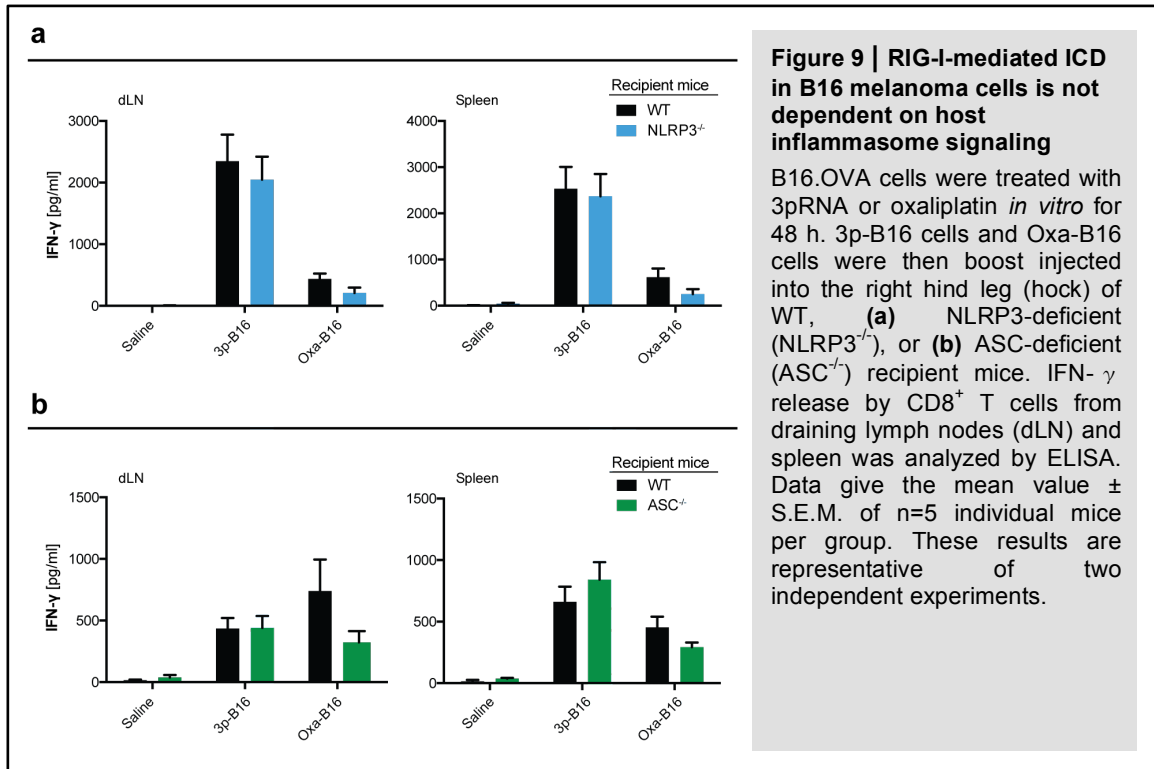 a
dLN
3000
2000
1000
0
IFN-γ [pg/ml]
Saline
3p-B16
Oxa-B16
Spleen
4000
3000
2000
1000
0
Saline
3p-B16
Oxa-B16
Recipient mice
WT
NLRP3-/-
b
dLN
1500
1000
500
0
IFN-γ [pg/ml]
Saline
3p-B16
Oxa-B16
Spleen
1500
1000
500
0
Saline
3p-B16
Oxa-B16
Recipient mice
WT
ASC-/-
Figure 9 | RIG-I-mediated ICD
in B16 melanoma cells is not
dependent on host
inflammasome signaling
B16.OVA cells were treated with
3pRNA or oxaliplatin in vitro for
48 h. 3p-B16 cells and Oxa-B16
cells were then boost injected
into the right hind leg (hock) of
WT, (a) NLRP3-deficient
(NLRP3-/-), or (b) ASC-deficient
(ASC-/-) recipient mice. IFN- γ
release by CD8+ T cells from
draining lymph nodes (dLN) and
spleen was analyzed by ELISA.
Data give the mean value ±
S.E.M. of n=5 individual mice
per group. These results are
representative of two
independent experiments.